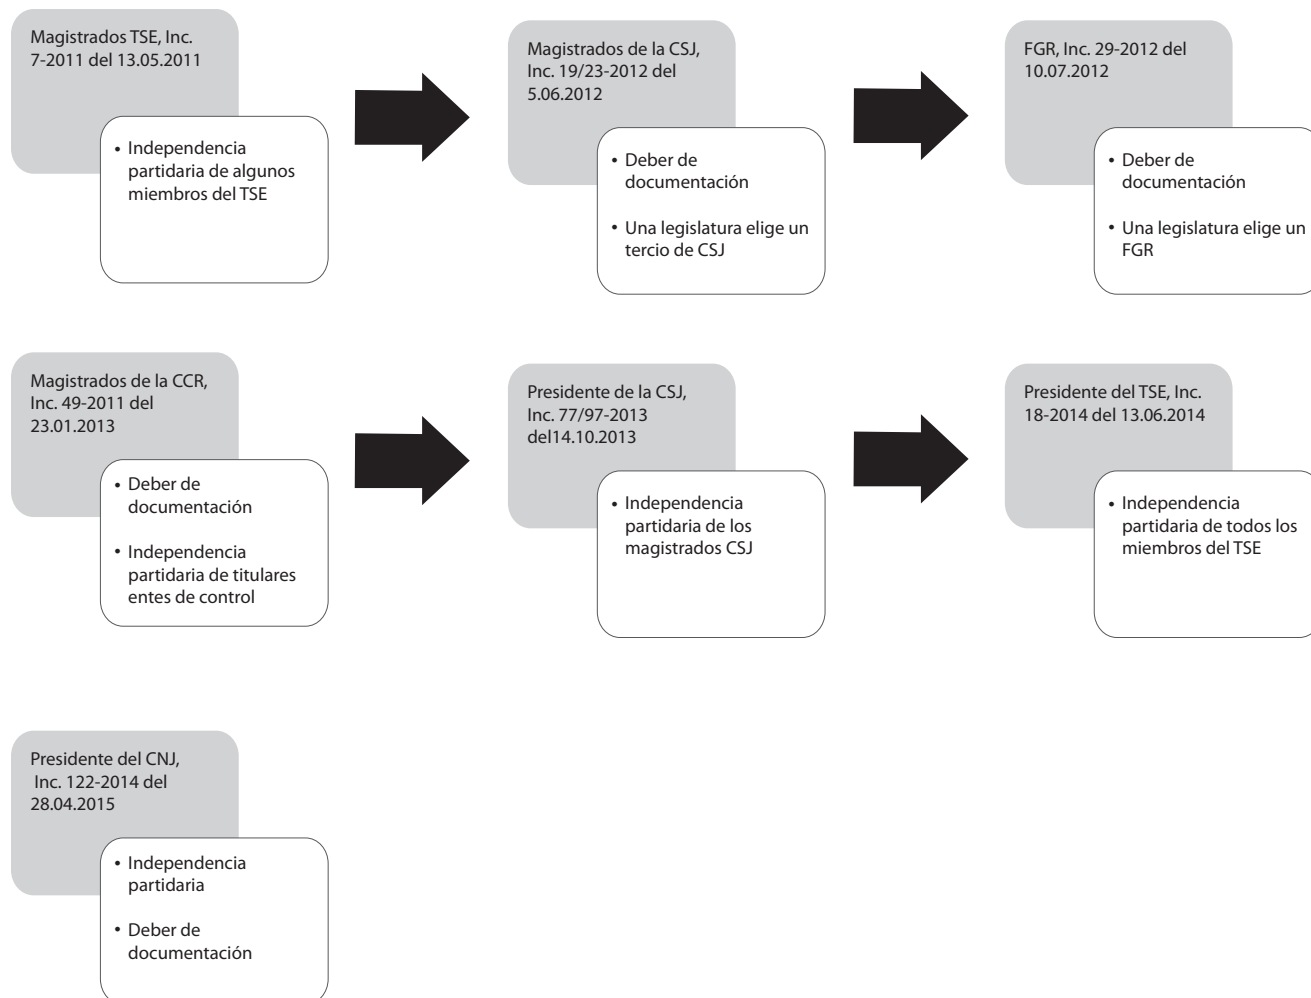 Magistrados TSE, Inc.
7-2011 del 13.05.2011
• Independencia
partidaria de algunos
miembros del TSE
Magistrados de la CSJ,
Inc. 19/23-2012 del
5.06.2012
• Deber de
documentación
• Una legislatura elige un
tercio de CSJ
FGR, Inc. 29-2012 del
10.07.2012
• Deber de
documentación
• Una legislatura elige un
FGR
Magistrados de la CCR,
Inc. 49-2011 del
23.01.2013
• Deber de
documentación
• Independencia
partidaria de titulares
entes de control
Presidente de la CSJ,
Inc. 77/97-2013
del14.10.2013
• Independencia
partidaria de los
magistrados CSJ
Presidente del TSE, Inc.
18-2014 del 13.06.2014
• Independencia
partidaria de todos los
miembros del TSE
Presidente del CNJ,
Inc. 122-2014 del
28.04.2015
• Independencia
partidaria
• Deber de
documentación